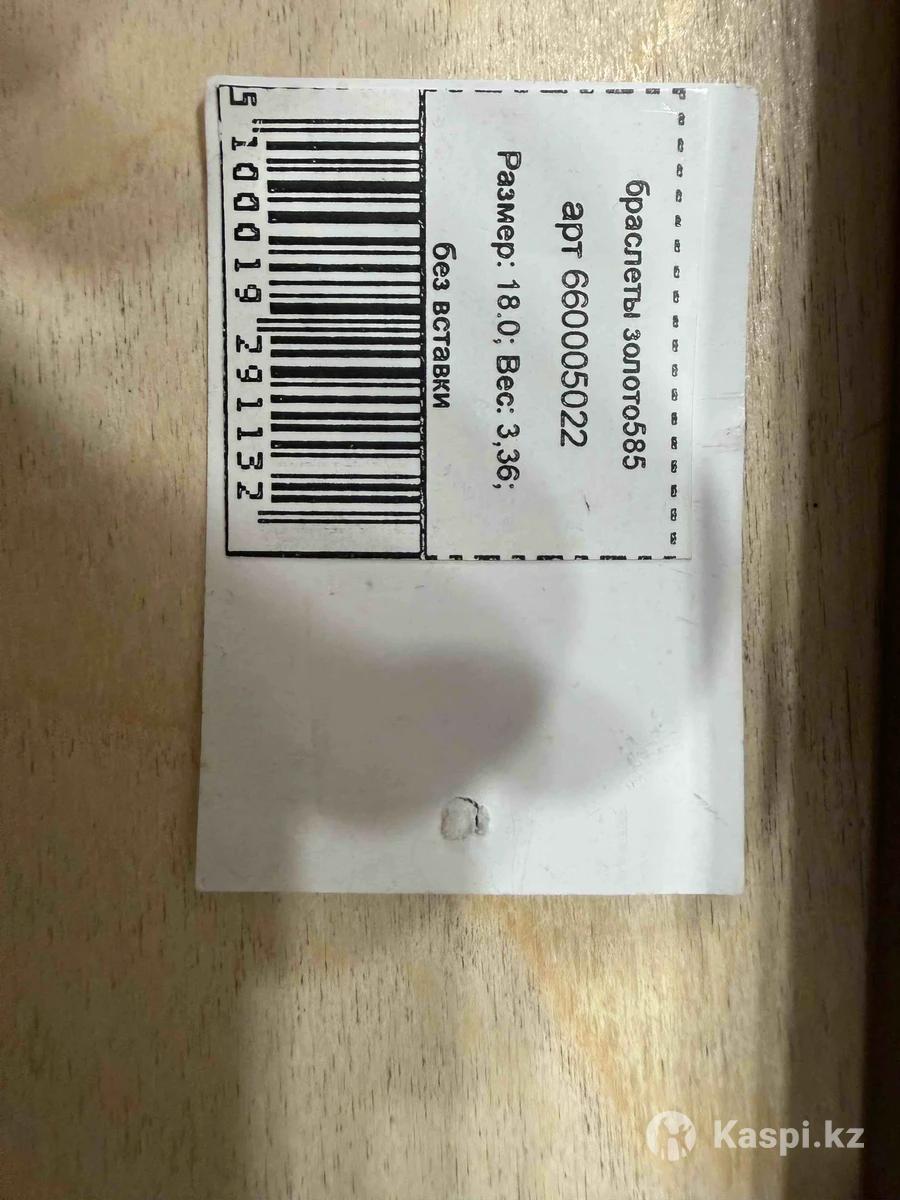 браслеты золото585
арт 660005022
Размер: 18.0; Вес: 3,36;
без вставки
5 100019 291132
Kaspi.kz